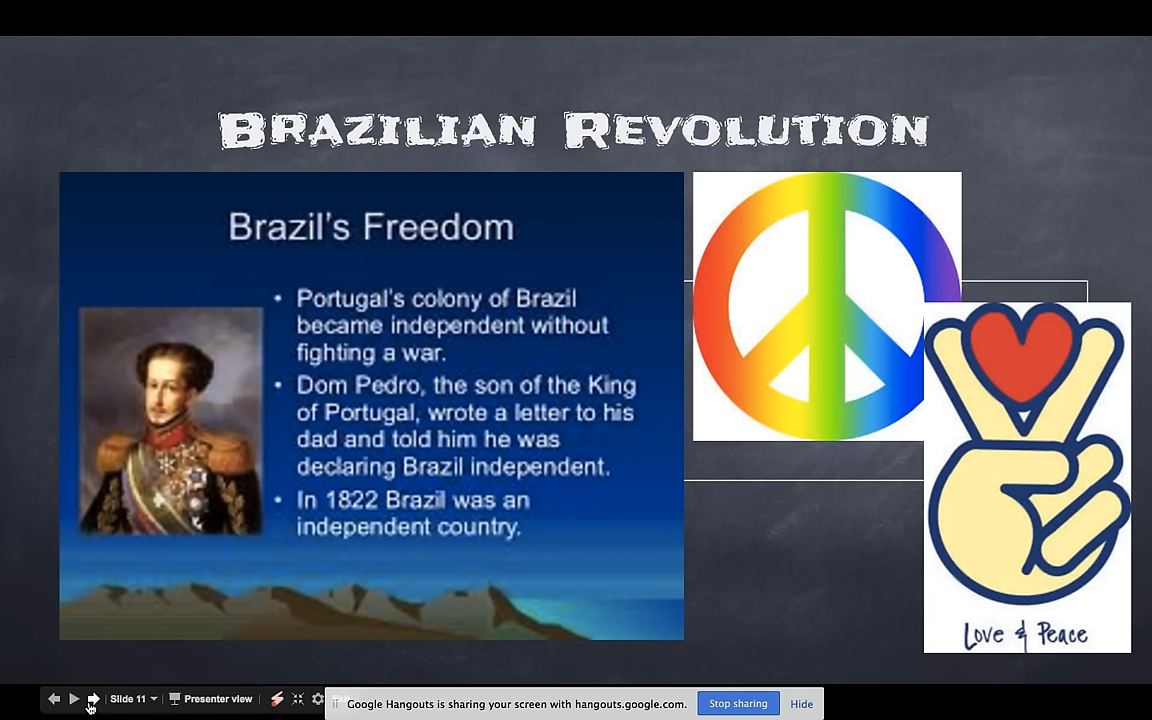 Brazilian Revolution
Brazil's Freedom
• Portugal's colony of Brazil
became independent without
fighting a war.
• Dom Pedro, the son of the King
of Portugal, wrote a letter to his
dad and told him he was
declaring Brazil independent.
• In 1822 Brazil was an
independent country.
Love & Peace
Slide 11
Presenter view
Google Hangouts is sharing your screen with hangouts.google.com.
Stop sharing
Hide